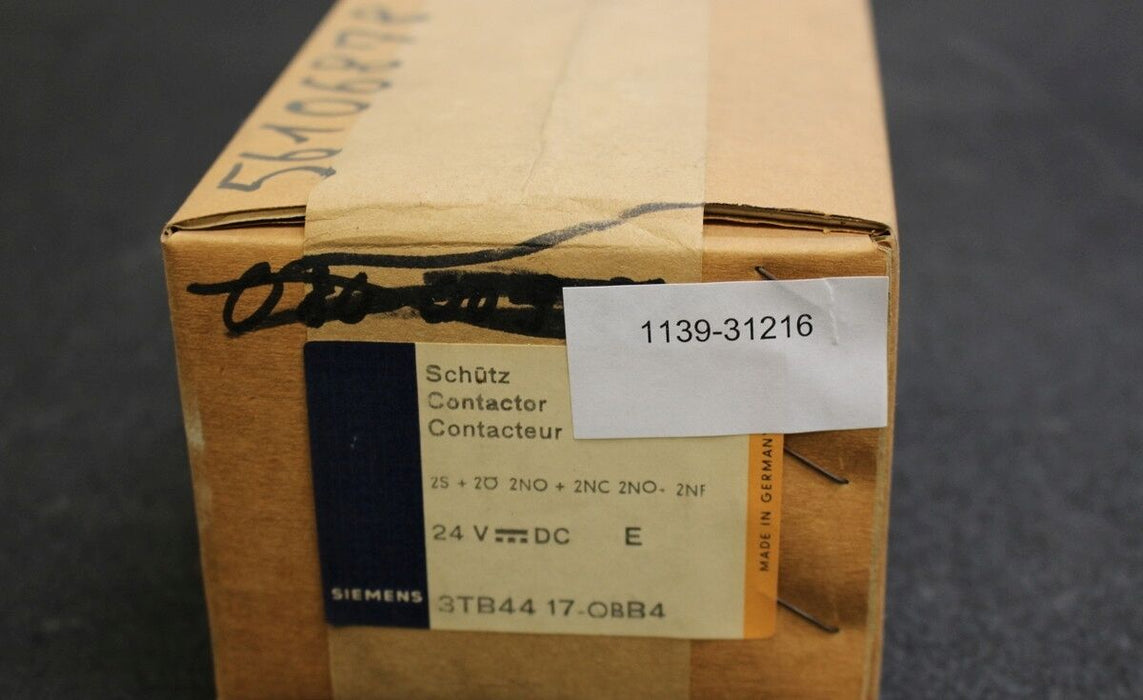 5610687
1139-31216
Schütz
Contactor
Contacteur
2S + 2Ö 2NO + 2NC 2NO- 2NF
24 V ⎓ DC E
SIEMENS
3TB44 17-0BB4
MADE IN GERMANY